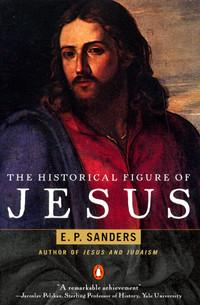 THE HISTORICAL FIGURE OF
JESUS
E. P. SANDERS
AUTHOR OF JESUS AND JUDAISM
"A remarkable achievement"
—Jaroslav Pelikan, Sterling Professor of History, Yale University